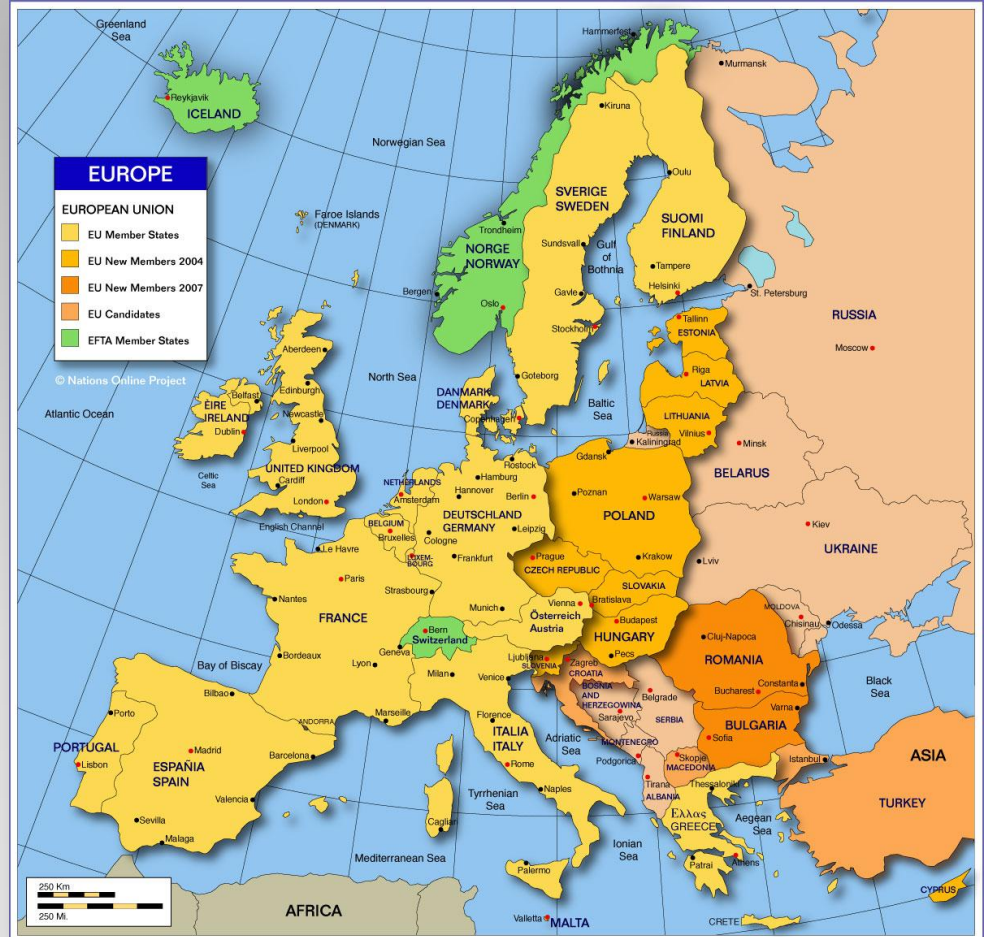 Greenland
Sea
Hammerfest
Murmansk
Reykjavik
ICELAND
Kiruna
Norwegian Sea
EUROPE
EUROPEAN UNION
EU Member States
EU New Members 2004
EU New Members 2007
EU Candidates
EFTA Member States
© Nations Online Project
Oulu
SVERIGE
SWEDEN
SUOMI
FINLAND
Faroe Islands
(DENMARK)
Trondheim
NORGE
NORWAY
Sundsvall
Gulf
of
Bothnia
Tampere
Helsinki
Bergen
Oslo
Gavle
St. Petersburg
Stockholm
Tallinn
ESTONIA
RUSSIA
Moscow
Aberdeen
North Sea
Goteborg
Riga
LATVIA
Edinburgh
DANMARK
DENMARK
Baltic
Sea
Copenhagen
LITHUANIA
Vilnius
Russia
Kaliningrad
Minsk
BELARUS
Atlantic Ocean
Belfast
ÉIRE
IRELAND
Dublin
Newcastle
Liverpool
Celtic
Sea
UNITED KINGDOM
Cardiff
London
English Channel
NETHERLANDS
Amsterdam
Rostock
Hamburg
Hannover
Berlin
DEUTSCHLAND
GERMANY
Leipzig
Gdansk
Poznan
Warsaw
POLAND
BELGIUM
Bruxelles
Cologne
LUXEM-
BOURG
Frankfurt
Prague
CZECH REPUBLIC
Krakow
Lviv
Kiev
UKRAINE
Le Havre
Paris
Strasbourg
Nantes
FRANCE
Munich
Vienna
Österreich
Austria
SLOVAKIA
Bratislava
Budapest
HUNGARY
Pecs
MOLDOVA
Chisinau
Odessa
Bern
Switzerland
Geneva
Bordeaux
Lyon
Milan
Venice
Ljubljana
SLOVENIA
Zagreb
CROATIA
Cluj-Napoca
ROMANIA
Bucharest
Constanta
Black
Sea
Bay of Biscay
Bilbao
Marseille
Florence
ITALIA
ITALY
Adriatic
Sea
BOSNIA
AND
HERZEGOWINA
Sarajevo
Belgrade
SERBIA
MONTENEGRO
Podgorica
Varna
BULGARIA
Sofia
Skopje
MACEDONIA
Porto
PORTUGAL
Lisbon
Madrid
ESPAÑIA
SPAIN
ANDORRA
Barcelona
Valencia
Sevilla
Malaga
Rome
Naples
Tyrrhenian
Sea
Cagliari
Tirana
ALBANIA
Thessaloniki
Istanbul
ASIA
TURKEY
Ελλας
GREECE
Aegean
Sea
Ionian
Sea
Patrai
Athens
Mediterranean Sea
Palermo
CYPRUS
250 Km
250 Mi.
AFRICA
Valletta
MALTA
CRETE